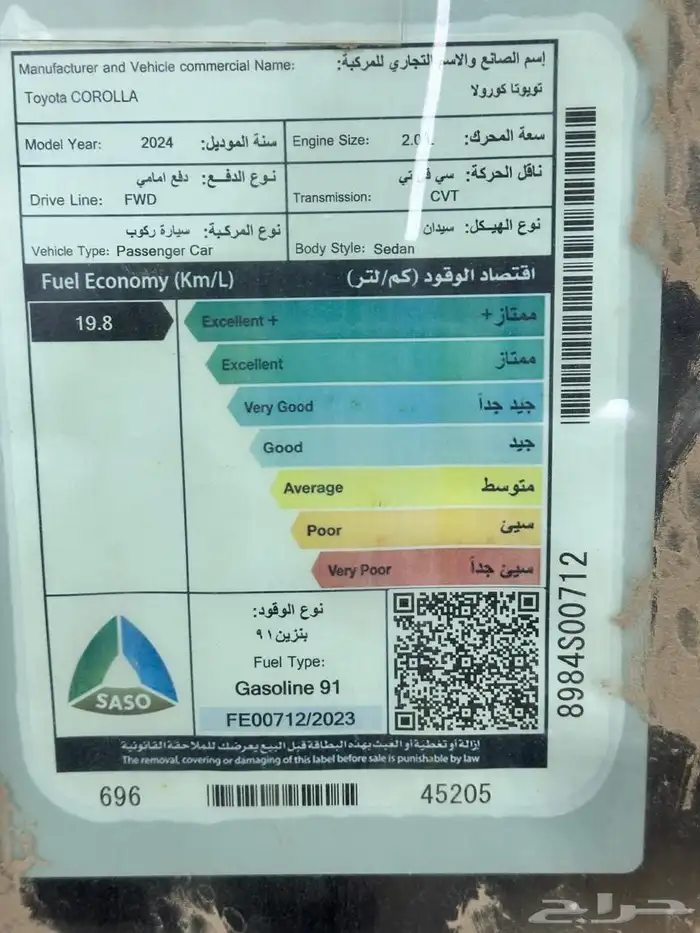 إسم الصانع والاسم التجاري للمركبة:
Manufacturer and Vehicle commercial Name:
تويوتا كورولا
Toyota COROLLA
Model Year: 2024 سنة الموديل:
Engine Size: سعة المحرك:
نوع الدفـع: دفع امامي
Drive Line: FWD
ناقل الحركة:
Transmission: CVT
نوع المركبة: سيارة ركوب
Vehicle Type: Passenger Car
نوع الهيكل: سيدان
Body Style: Sedan
Fuel Economy (Km/L) اقتصاد الوقود (كم/لتر)
19.8
Excellent + ممتاز+
Excellent ممتاز
Very Good جيد جداً
Good جيد
Average متوسط
Poor سيئ
Very Poor سيئ جداً
SASO
نوع الوقود:
بنزين ٩١
Fuel Type:
Gasoline 91
FE00712/2023
إزالة أو تغطية أو العبث بهذه البطاقة قبل البيع يعرضك للملاحقة القانونية
The removal, covering or damaging of this label before sale is punishable by law
696 45205
8984S00712
حراج